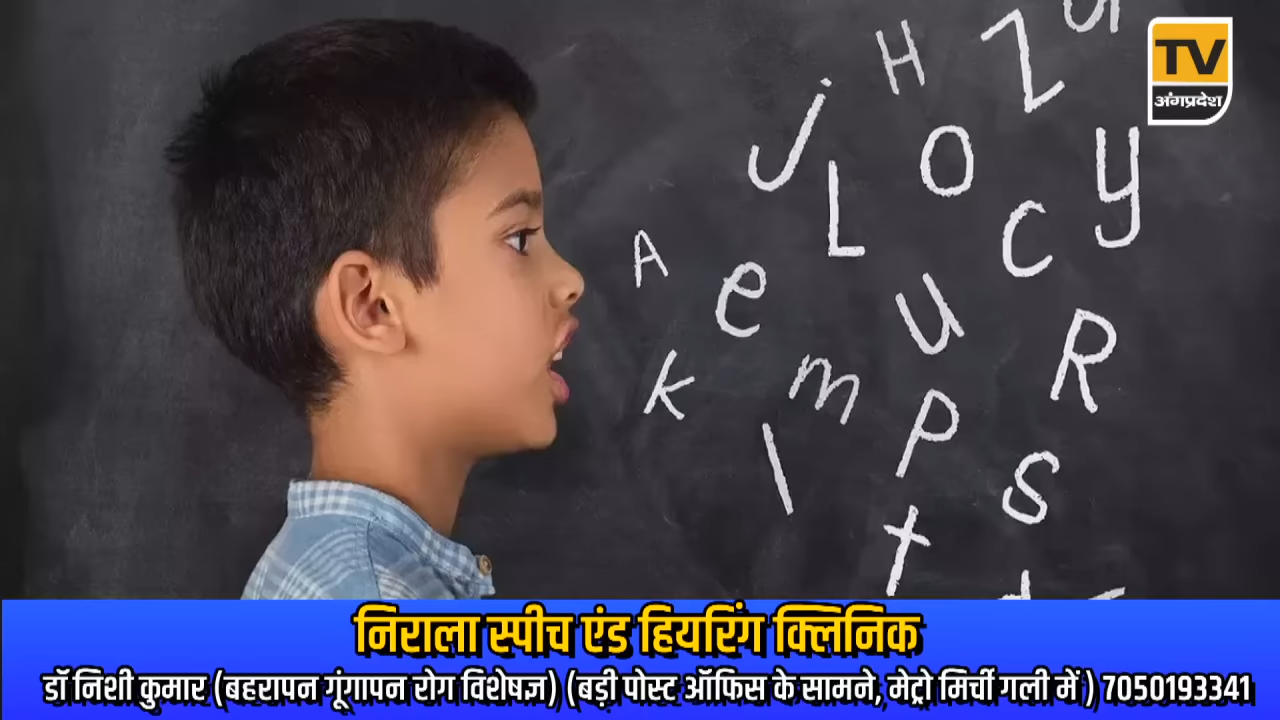 H Z
TV
अंगप्रदेश
J O y
L C
A e
u R
k m
l P
s
t
निराला स्पीच एंड हियरिंग क्लिनिक
डॉ निशी कुमार (बहरापन गूंगापन रोग विशेषज्ञ) (बड़ी पोस्ट ऑफिस के सामने, मेट्रो मिर्ची गली में ) 7050193341